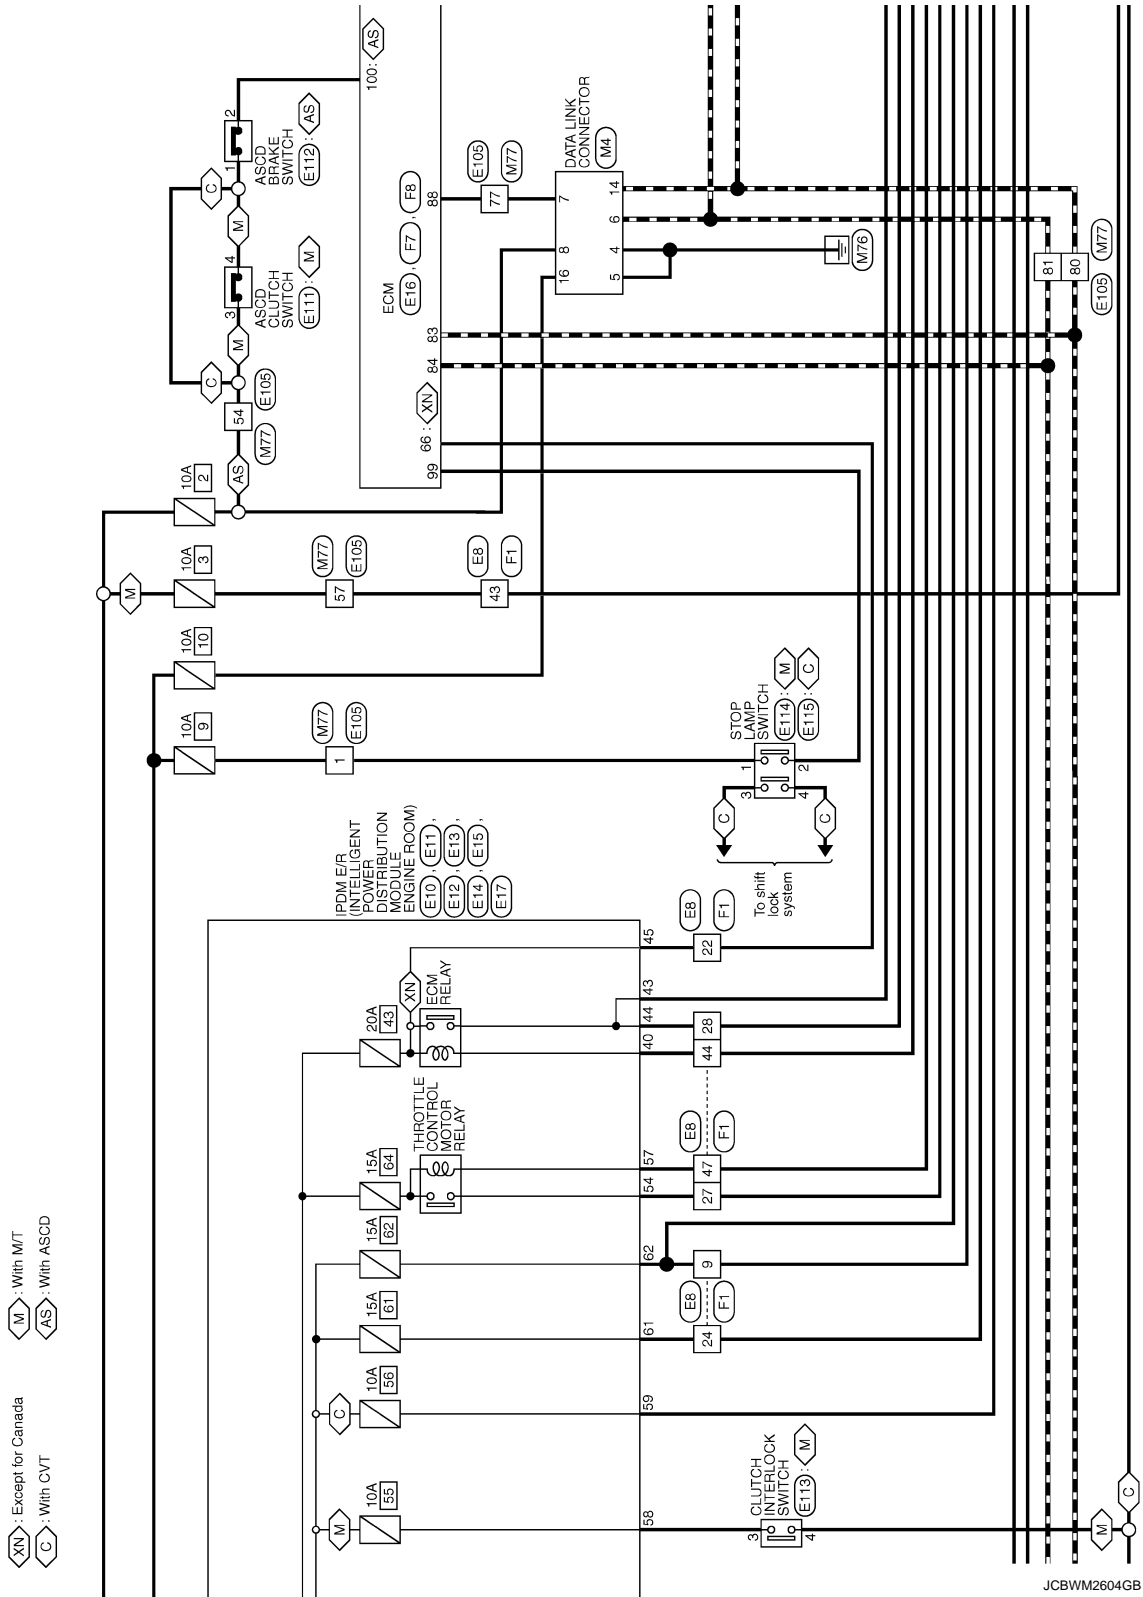 XN : Except for Canada
M : With M/T
C : With CVT
AS : With ASCD
10A
2
10A
3
10A
10
10A
9
M
AS
M77
54
E105
C
M
3
4
ASCD
CLUTCH
SWITCH
E111 : M
M
C
1
2
ASCD
BRAKE
SWITCH
E112 : AS
100: AS
ECM
E16 , F7 , F8
99
66 : XN
84
83
88
M77
E105
57
E8
F1
43
M77
E105
1
E105
M77
77
DATA LINK
CONNECTOR
M4
16
8
7
5
4
6
14
M76
81
80
E105
M77
STOP
LAMP
SWITCH
E114 : M
E115 : C
1
2
3
4
C
C
To shift
lock
system
IPDM E/R
(INTELLIGENT
POWER
DISTRIBUTION
MODULE
ENGINE ROOM)
E10 , E11 ,
E12 , E13 ,
E14 , E15 ,
E17
10A
55
M
10A
56
C
15A
61
15A
62
15A
64
THROTTLE
CONTROL
MOTOR
RELAY
20A
43
XN
ECM
RELAY
58
59
61
62
54
57
40
44
43
45
24
E8
F1
9
27
47
E8
F1
44
28
22
E8
F1
CLUTCH
INTERLOCK
SWITCH
E113 : M
3
4
M
C
JCBWM2604GB